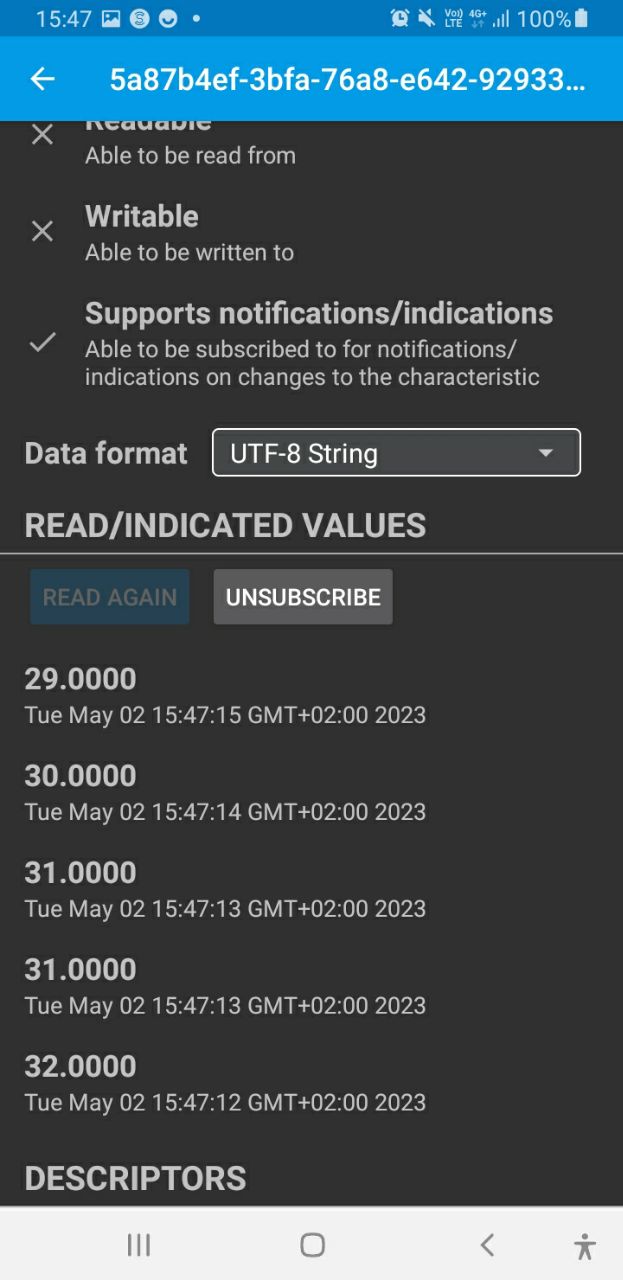 15:47 Vo)) LTE 4G+ 100%
5a87b4ef-3bfa-76a8-e642-92933...
Readable
Able to be read from
Writable
Able to be written to
Supports notifications/indications
Able to be subscribed to for notifications/
indications on changes to the characteristic
Data format UTF-8 String
READ/INDICATED VALUES
READ AGAIN UNSUBSCRIBE
29.0000
Tue May 02 15:47:15 GMT+02:00 2023
30.0000
Tue May 02 15:47:14 GMT+02:00 2023
31.0000
Tue May 02 15:47:13 GMT+02:00 2023
31.0000
Tue May 02 15:47:13 GMT+02:00 2023
32.0000
Tue May 02 15:47:12 GMT+02:00 2023
DESCRIPTORS